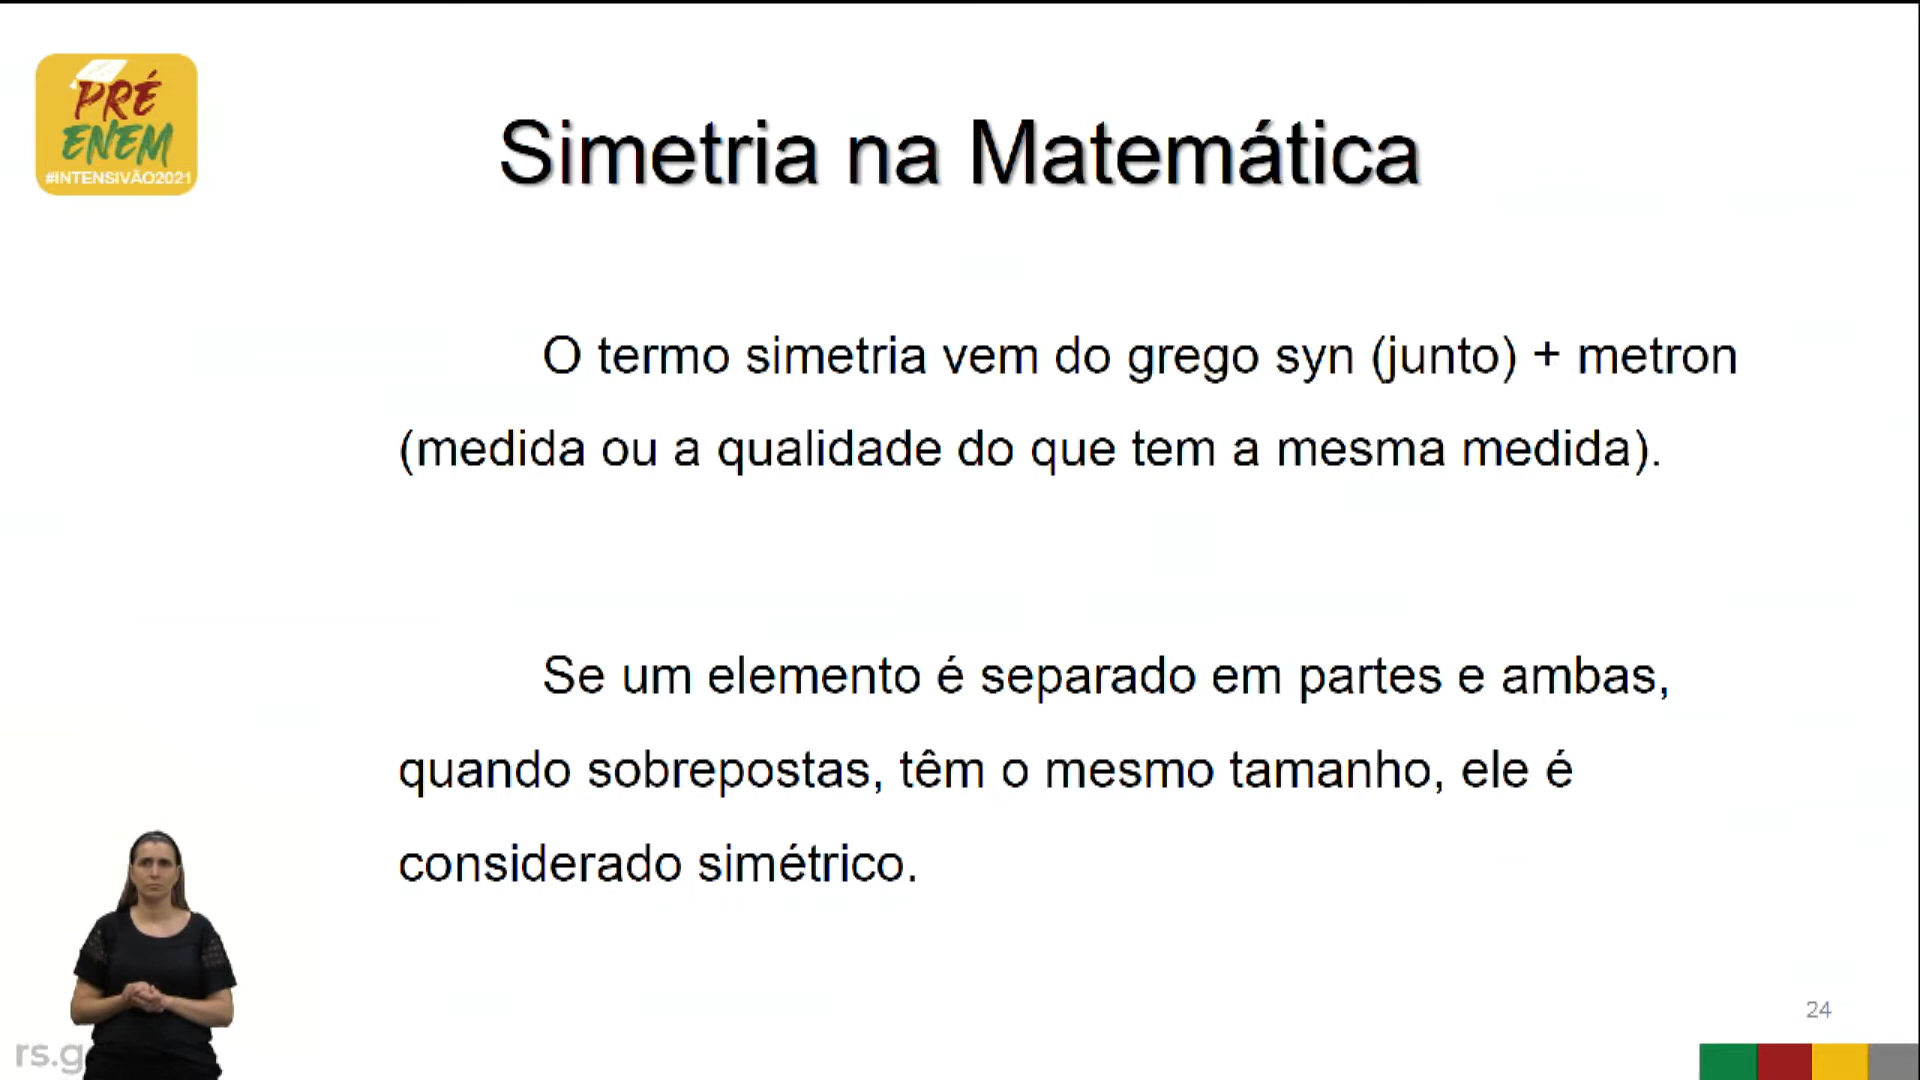 PRÉ
ENEM
#INTENSIVÃO2021
Simetria na Matemática
O termo simetria vem do grego syn (junto) + metron
(medida ou a qualidade do que tem a mesma medida).
Se um elemento é separado em partes e ambas,
quando sobrepostas, têm o mesmo tamanho, ele é
considerado simétrico.
24
rs.g